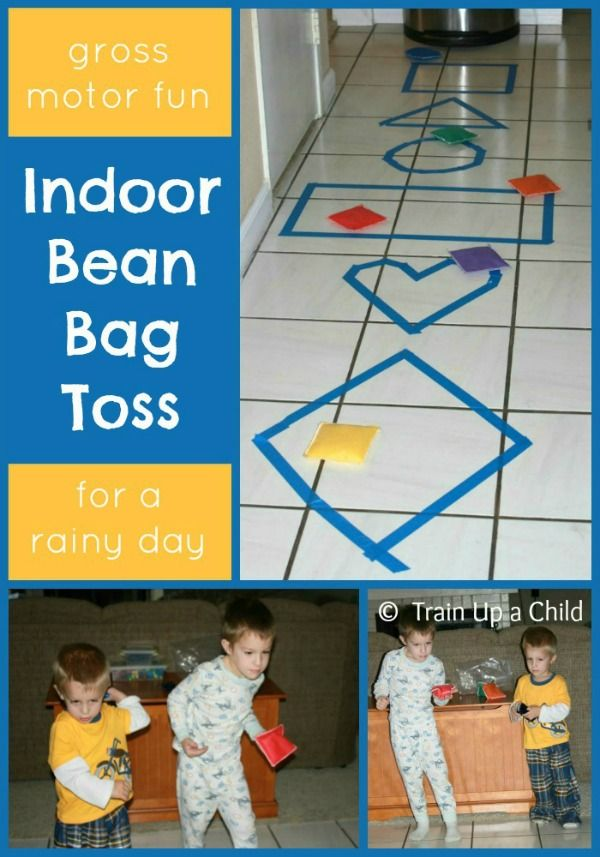 gross
motor fun
Indoor
Bean
Bag
Toss
for a
rainy day
© Train Up a Child